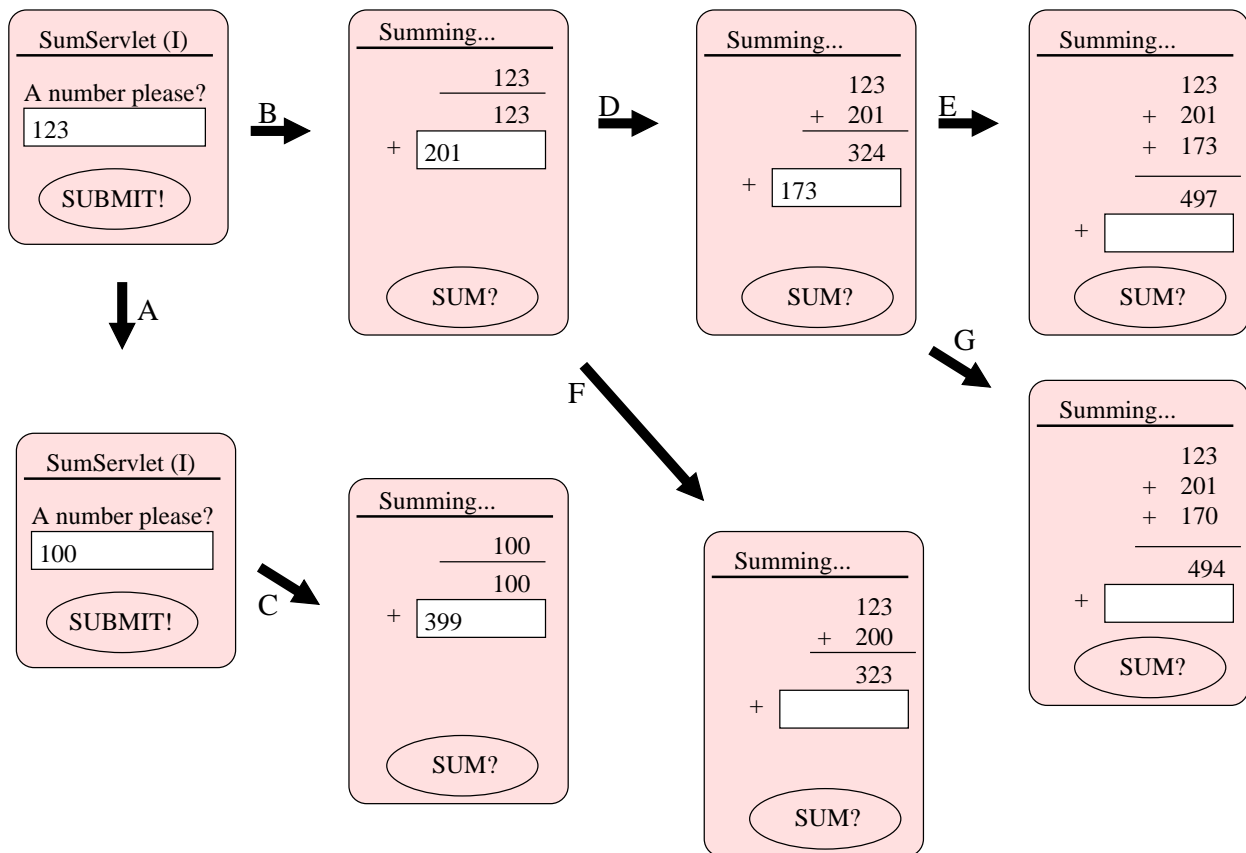 SumServlet (I)
A number please?
123
SUBMIT!
B
Summing...
123
123
+ 201
SUM?
D
Summing...
123
+ 201
324
+ 173
SUM?
E
Summing...
123
+ 201
+ 173
497
+
SUM?
A
F
G
SumServlet (I)
A number please?
100
SUBMIT!
C
Summing...
100
100
+ 399
SUM?
Summing...
123
+ 200
323
+
SUM?
Summing...
123
+ 201
+ 170
494
+
SUM?